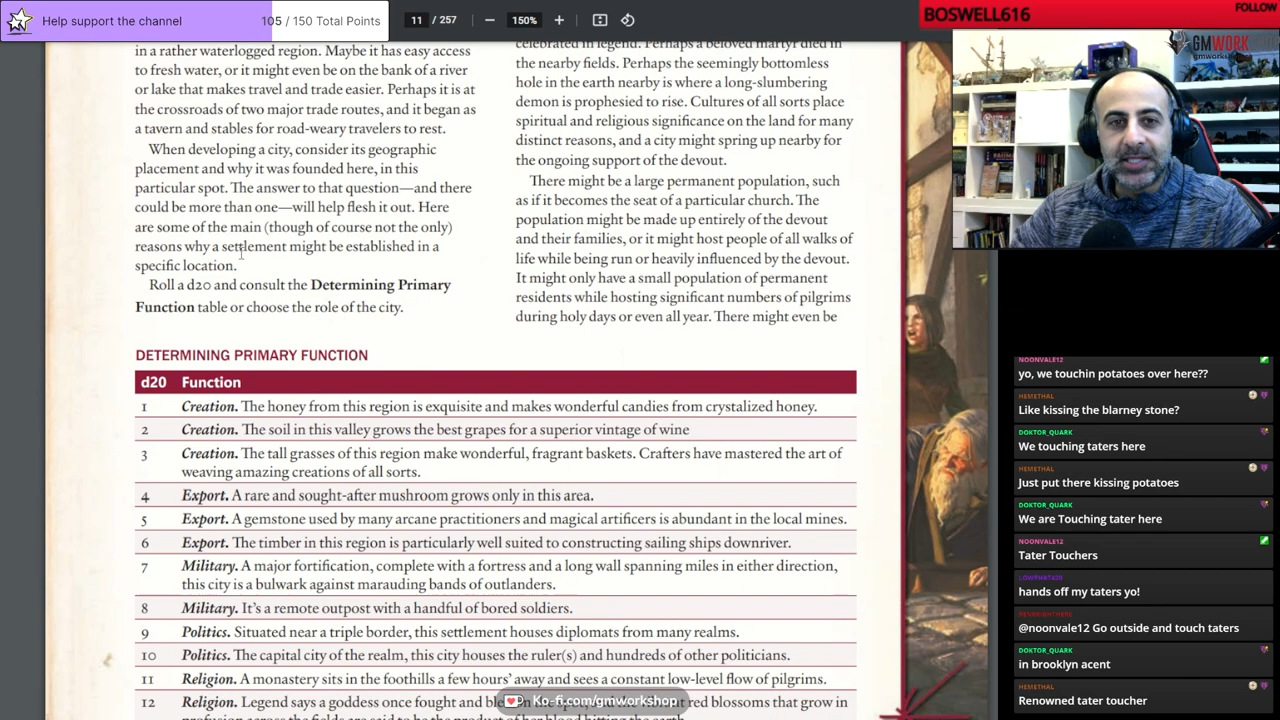 Help support the channel
105 / 150 Total Points
11 / 257
150%
FOLLOW
BOSWELL616
GMWORK
gmworksh
in a rather waterlogged region. Maybe it has easy access
to fresh water, or it might even be on the bank of a river
or lake that makes travel and trade easier. Perhaps it is at
the crossroads of two major trade routes, and it began as
a tavern and stables for road-weary travelers to rest.
When developing a city, consider its geographic
placement and why it was founded here, in this
particular spot. The answer to that question—and there
could be more than one—will help flesh it out. Here
are some of the main (though of course not the only)
reasons why a settlement might be established in a
specific location.
Roll a d20 and consult the Determining Primary
Function table or choose the role of the city.
celebrated in legend. Perhaps a beloved martyr died in
the nearby fields. Perhaps the seemingly bottomless
hole in the earth nearby is where a long-slumbering
demon is prophesied to rise. Cultures of all sorts place
spiritual and religious significance on the land for many
distinct reasons, and a city might spring up nearby for
the ongoing support of the devout.
There might be a large permanent population, such
as if it becomes the seat of a particular church. The
population might be made up entirely of the devout
and their families, or it might host people of all walks of
life while being run or heavily influenced by the devout.
It might only have a small population of permanent
residents while hosting significant numbers of pilgrims
during holy days or even all year. There might even be
DETERMINING PRIMARY FUNCTION
d20 Function
1 Creation. The honey from this region is exquisite and makes wonderful candies from crystalized honey.
2 Creation. The soil in this valley grows the best grapes for a superior vintage of wine
3 Creation. The tall grasses of this region make wonderful, fragrant baskets. Crafters have mastered the art of
weaving amazing creations of all sorts.
4 Export. A rare and sought-after mushroom grows only in this area.
5 Export. A gemstone used by many arcane practitioners and magical artificers is abundant in the local mines.
6 Export. The timber in this region is particularly well suited to constructing sailing ships downriver.
7 Military. A major fortification, complete with a fortress and a long wall spanning miles in either direction,
this city is a bulwark against marauding bands of outlanders.
8 Military. It's a remote outpost with a handful of bored soldiers.
9 Politics. Situated near a triple border, this settlement houses diplomats from many realms.
10 Politics. The capital city of the realm, this city houses the ruler(s) and hundreds of other politicians.
11 Religion. A monastery sits in the foothills a few hours' away and sees a constant low-level flow of pilgrims.
12 Religion. Legend says a goddess once fought and red blossoms that grow in
Ko-fi.com/gmworkshop
NOONVALE12
yo, we touchin potatoes over here??
HEMETHAL
Like kissing the blarney stone?
DOKTOR_QUARK
We touching taters here
HEMETHAL
Just put there kissing potatoes
DOKTOR_QUARK
We are Touching tater here
NOONVALE12
Tater Touchers
hands off my taters yo!
@noonvale12 Go outside and touch taters
DOKTOR_QUARK
in brooklyn acent
HEMETHAL
Renowned tater toucher